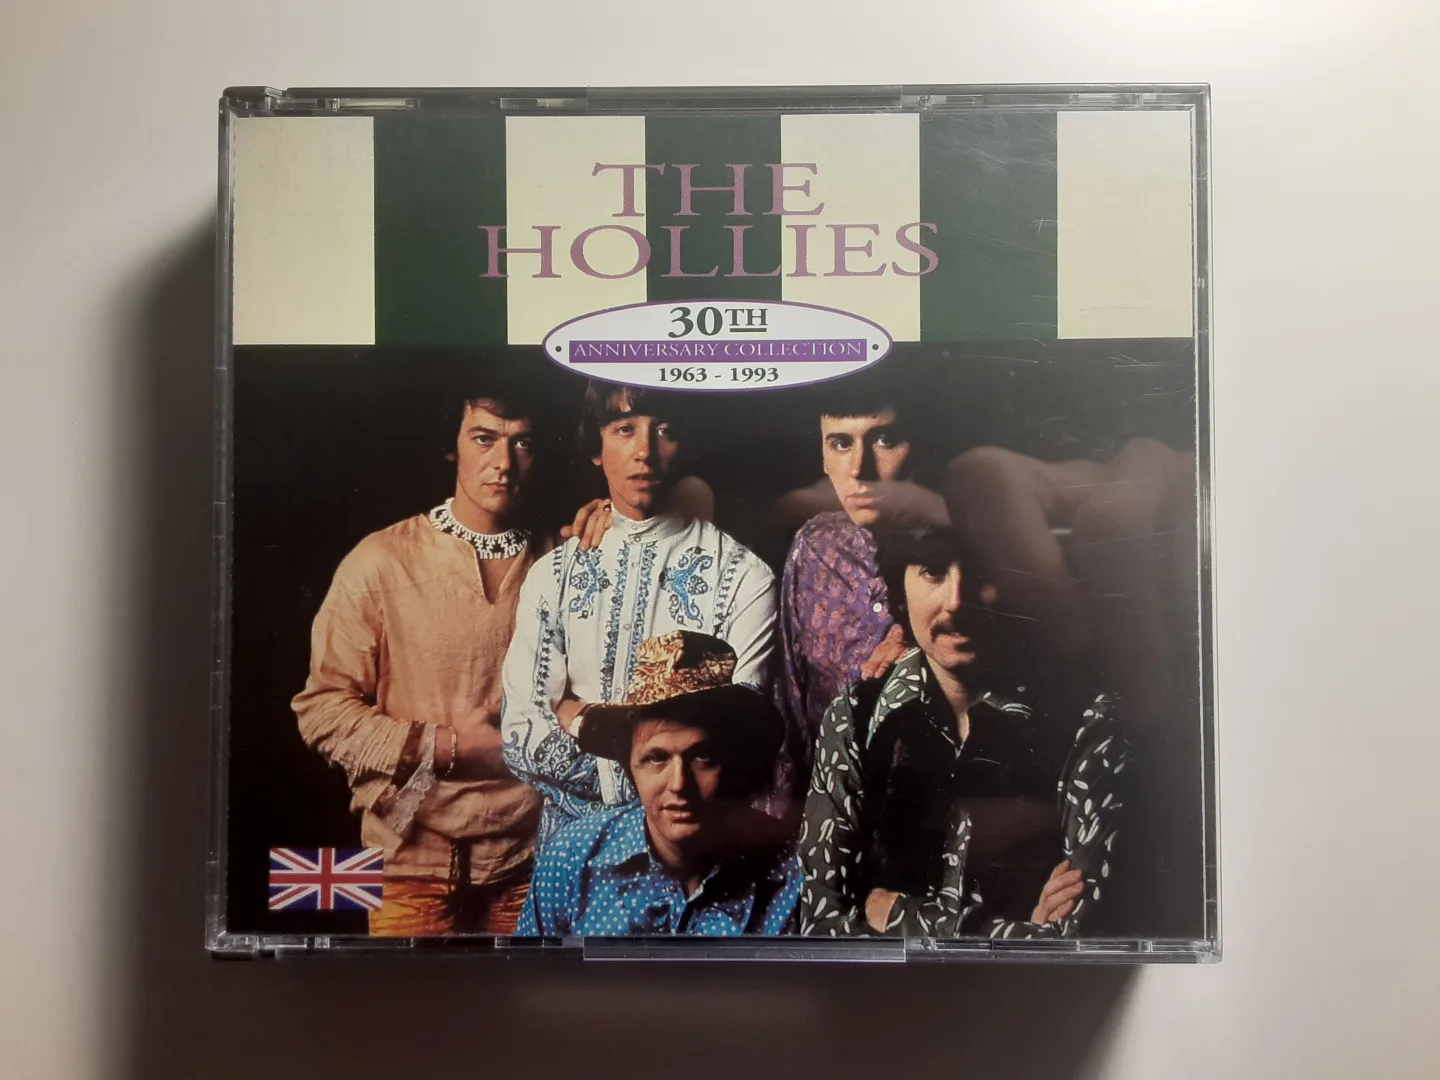 THE
HOLLIES
30TH
ANNIVERSARY COLLECTION
1963 - 1993